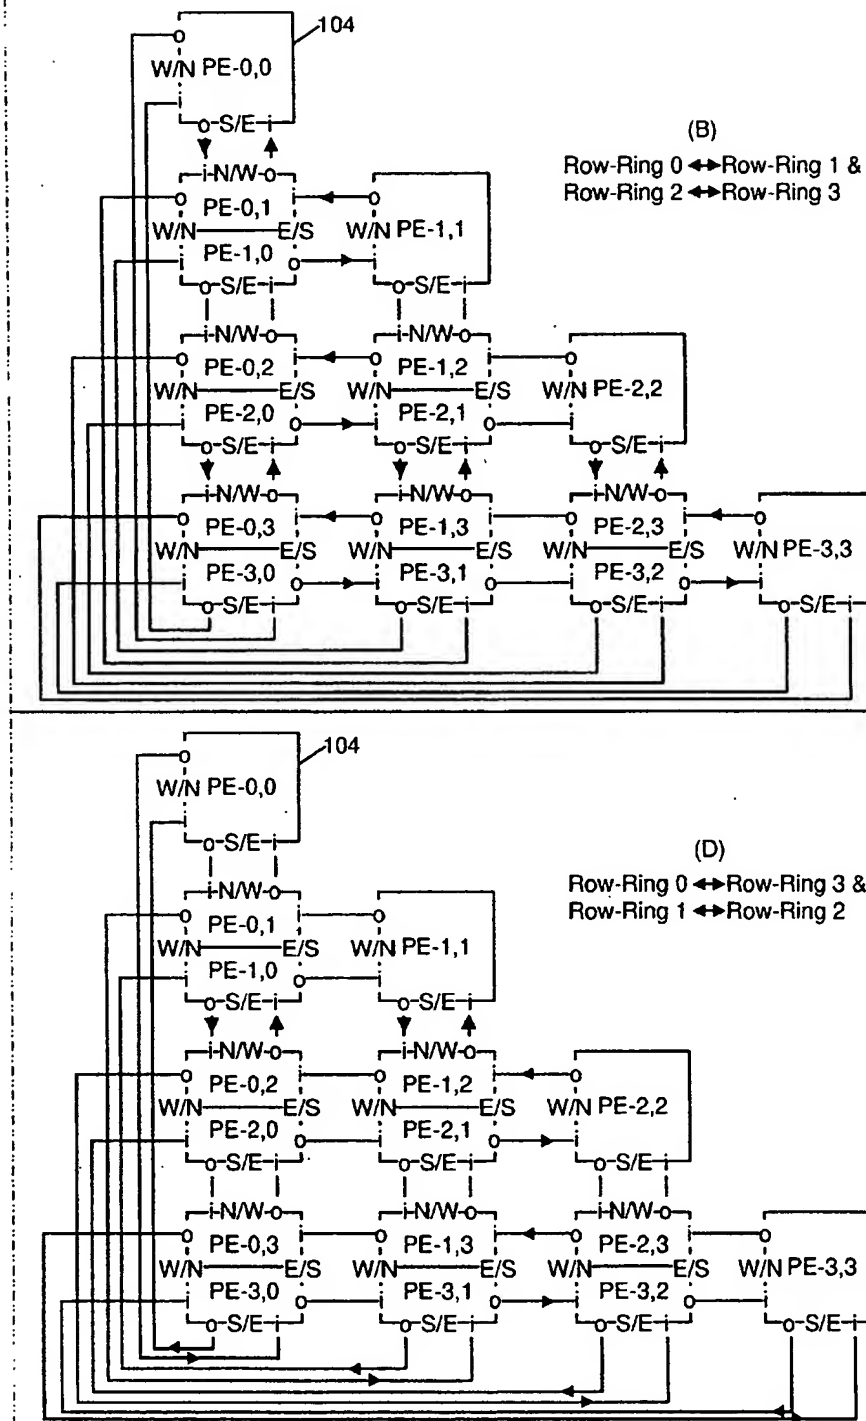 104
W/N PE-0,0
o S/E i
(B)
Row-Ring 0 ↔ Row-Ring 1 &
Row-Ring 2 ↔ Row-Ring 3
i N/W o
PE-0,1
W/N E/S W/N PE-1,1
PE-1,0
o S/E i o S/E i
i N/W o i N/W o
PE-0,2 PE-1,2
W/N E/S W/N E/S W/N PE-2,2
PE-2,0 PE-2,1
o S/E i o S/E i o S/E i
i N/W o i N/W o i N/W o
PE-0,3 PE-1,3 PE-2,3
W/N E/S W/N E/S W/N E/S W/N PE-3,3
PE-3,0 PE-3,1 PE-3,2
o S/E i o S/E i o S/E i o S/E i
104
W/N PE-0,0
o S/E i
(D)
Row-Ring 0 ↔ Row-Ring 3 &
Row-Ring 1 ↔ Row-Ring 2
i N/W o
PE-0,1
W/N E/S W/N PE-1,1
PE-1,0
o S/E i o S/E i
i N/W o i N/W o
PE-0,2 PE-1,2
W/N E/S W/N E/S W/N PE-2,2
PE-2,0 PE-2,1
o S/E i o S/E i o S/E i
i N/W o i N/W o i N/W o
PE-0,3 PE-1,3 PE-2,3
W/N E/S W/N E/S W/N E/S W/N PE-3,3
PE-3,0 PE-3,1 PE-3,2
o S/E i o S/E i o S/E i o S/E i